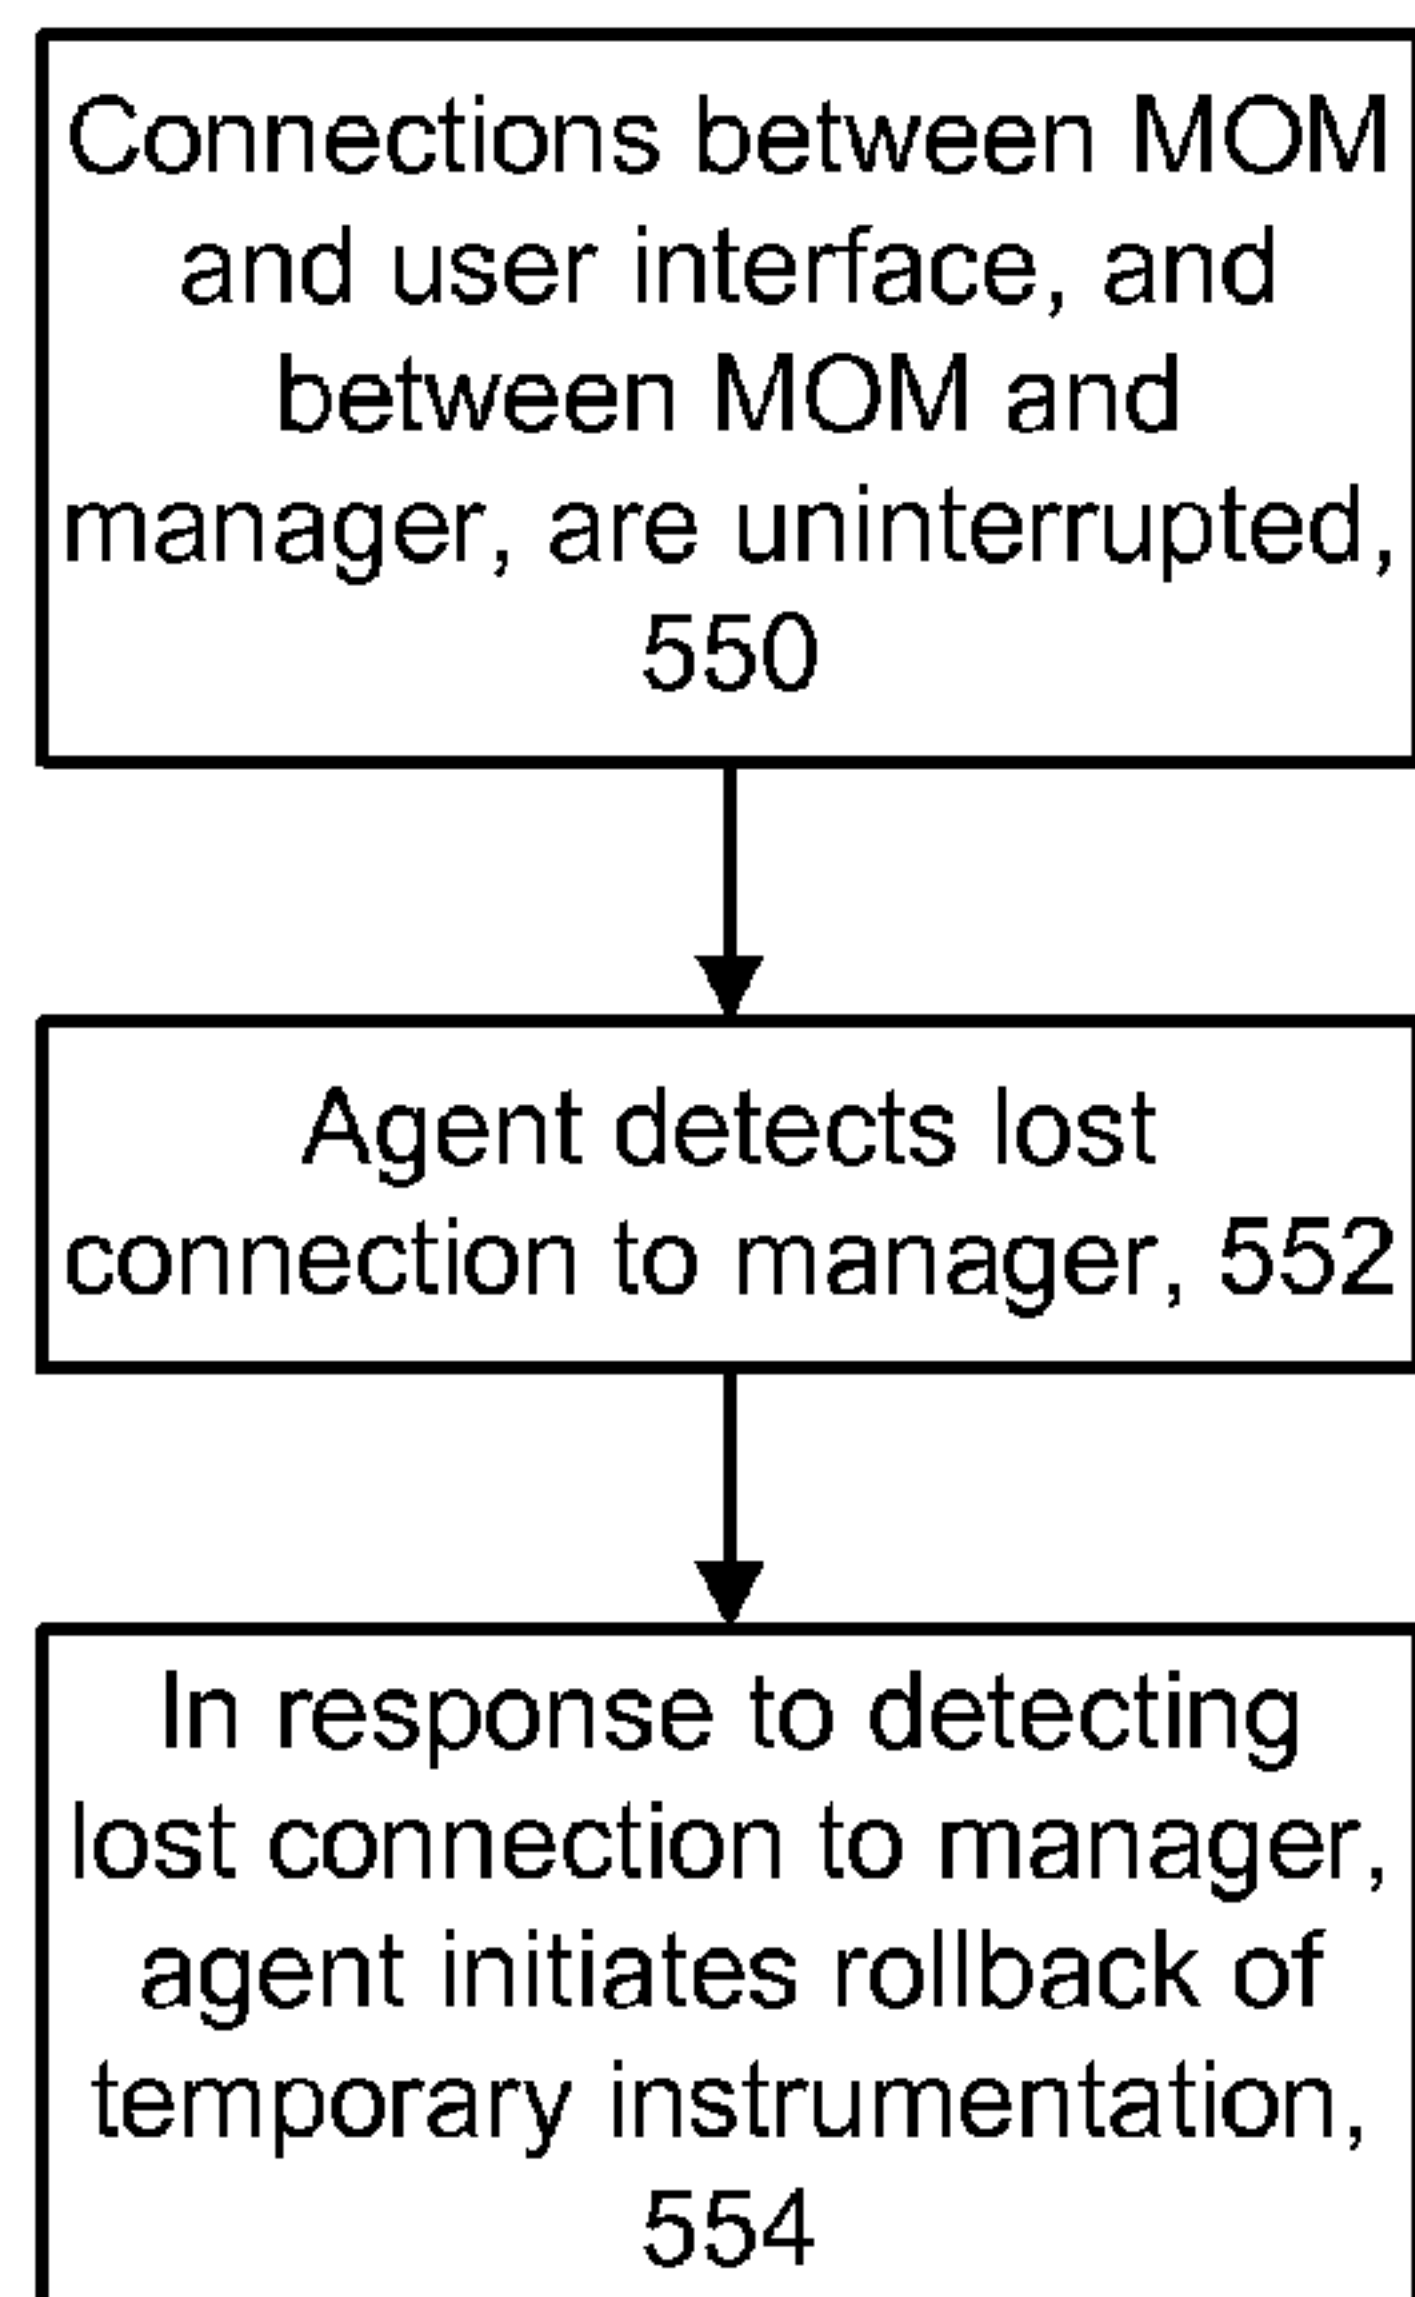 Connections between MOM
and user interface, and
between MOM and
manager, are uninterrupted,
550
Agent detects lost
connection to manager, 552
In response to detecting
lost connection to manager,
agent initiates rollback of
temporary instrumentation,
554